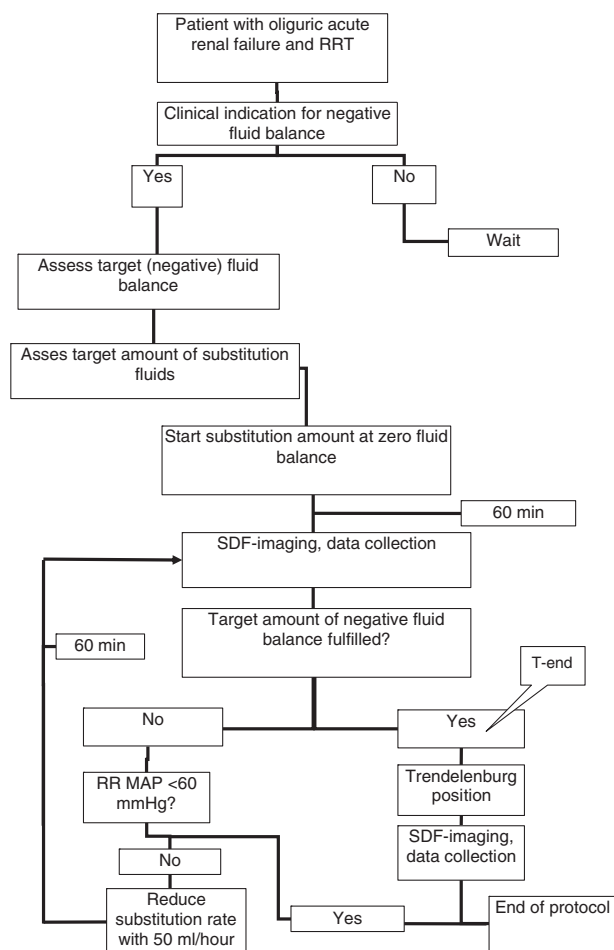 Patient with oliguric acute
renal failure and RRT
Clinical indication for negative
fluid balance
Yes
No
Wait
Assess target (negative) fluid
balance
Asses target amount of substitution
fluids
Start substitution amount at zero fluid
balance
60 min
SDF-imaging, data collection
Target amount of negative fluid
balance fulfilled?
60 min
T-end
No
Yes
RR MAP <60
mmHg?
Trendelenburg
position
SDF-imaging,
data collection
No
Reduce
substitution rate
with 50 ml/hour
Yes
End of protocol